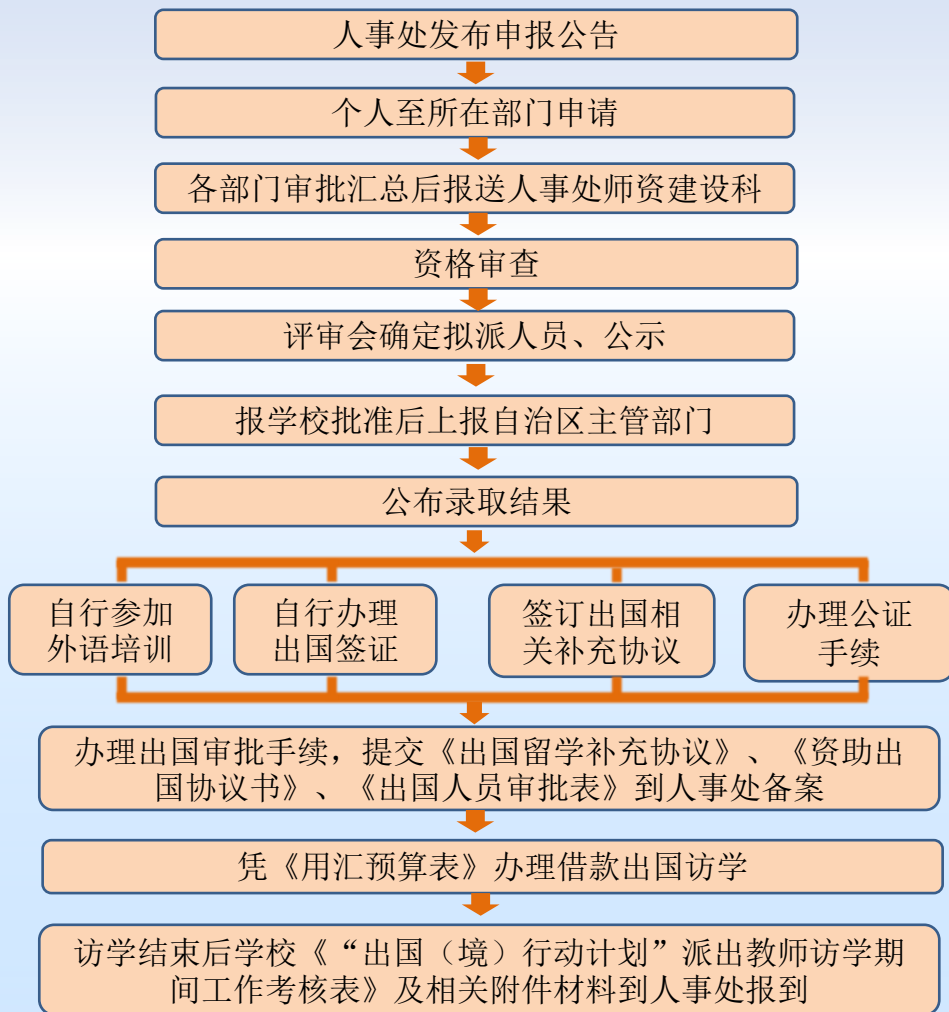 人事处发布申报公告
个人至所在部门申请
各部门审批汇总后报送人事处师资建设科
资格审查
评审会确定拟派人员、公示
报学校批准后上报自治区主管部门
公布录取结果
自行参加
外语培训
自行办理
出国签证
签订出国相
关补充协议
办理公证
手续
办理出国审批手续，提交《出国留学补充协议》、《资助出
国协议书》、《出国人员审批表》到人事处备案
凭《用汇预算表》办理借款出国访学
访学结束后学校《“出国（境）行动计划”派出教师访学期
间工作考核表》及相关附件材料到人事处报到